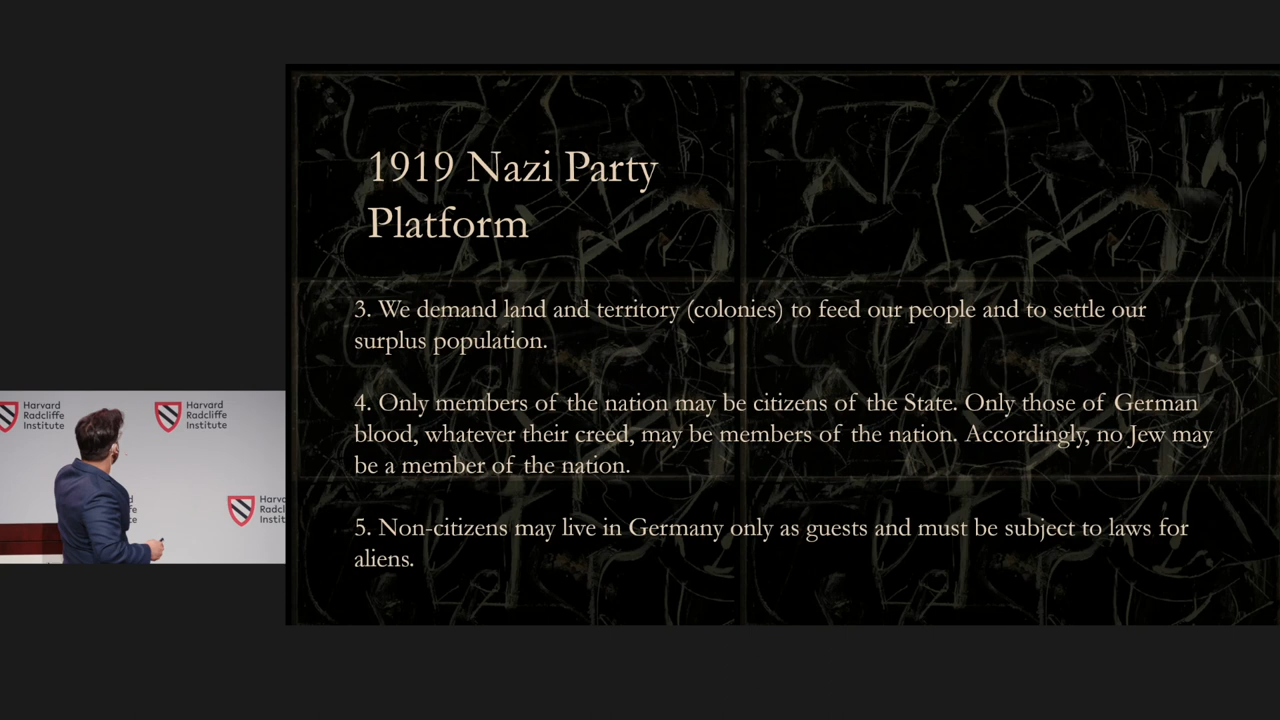 1919 Nazi Party
Platform
3. We demand land and territory (colonies) to feed our people and to settle our
surplus population.
4. Only members of the nation may be citizens of the State. Only those of German
blood, whatever their creed, may be members of the nation. Accordingly, no Jew may
be a member of the nation.
5. Non-citizens may live in Germany only as guests and must be subject to laws for
aliens.
Harvard
Radcliffe
Institute
Harvard
Radcliffe
Institute